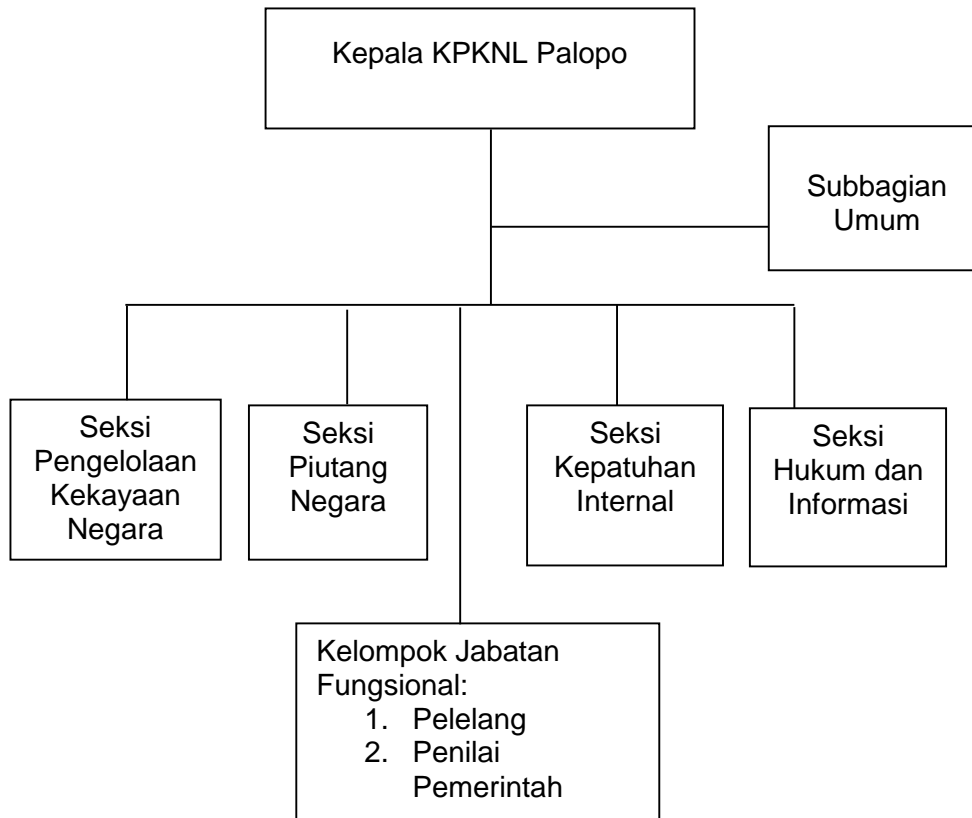 Kepala KPKNL Palopo
Subbagian
Umum
Seksi
Pengelolaan
Kekayaan
Negara
Seksi
Piutang
Negara
Seksi
Kepatuhan
Internal
Seksi
Hukum dan
Informasi
Kelompok Jabatan
Fungsional:
1. Pelelang
2. Penilai
Pemerintah